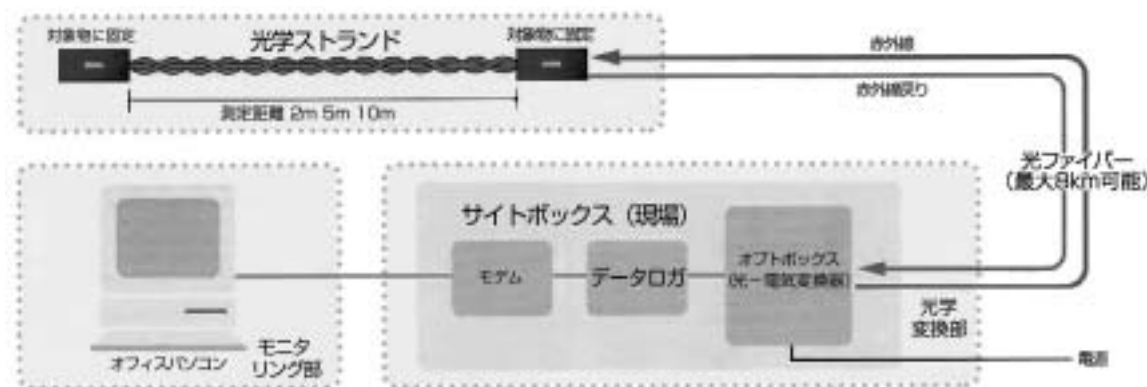 対象物に固定
光学ストランド
対象物に固定
測定距離 2m 5m 10m
赤外線
赤外線戻り
光ファイバー
(最大8km可能)
サイトボックス (現場)
モデム
データロガ
オプトボックス
(光ー電気変換器)
光学
変換部
電源
オフィスパソコン
モニタ
リング部